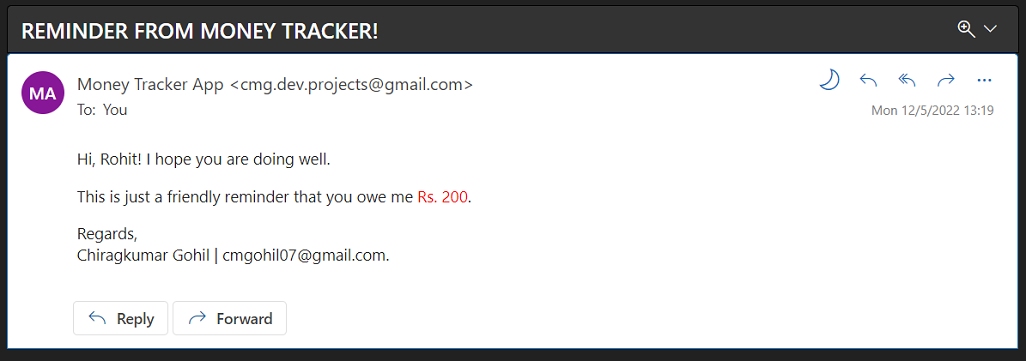 REMINDER FROM MONEY TRACKER!
MA
Money Tracker App <cmg.dev.projects@gmail.com>
To: You
Mon 12/5/2022 13:19
Hi, Rohit! I hope you are doing well.
This is just a friendly reminder that you owe me Rs. 200.
Regards,
Chiragkumar Gohil | cmgohil07@gmail.com.
Reply Forward